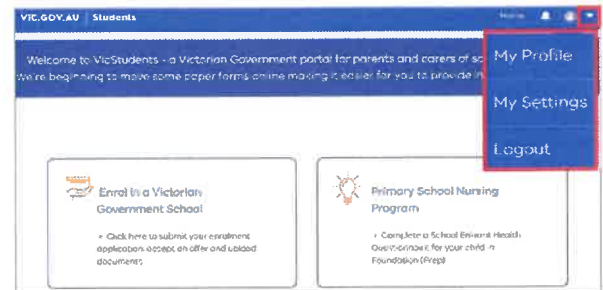 VIC.GOV.AU Students
Home
Welcome to VicStudents - a Victorian Government portal for parents and carers of sc
we're beginning to move some paper forms online making it easier for you to provide in
My Profile
My Settings
Logout
Enrol in a Victorian
Government School
• Click here to submit your enrolment
application, accept an offer and upload
documents
Primary School Nursing
Program
• Complete a School Entrant Health
Questionnaire for your child in
Foundation (Prep)